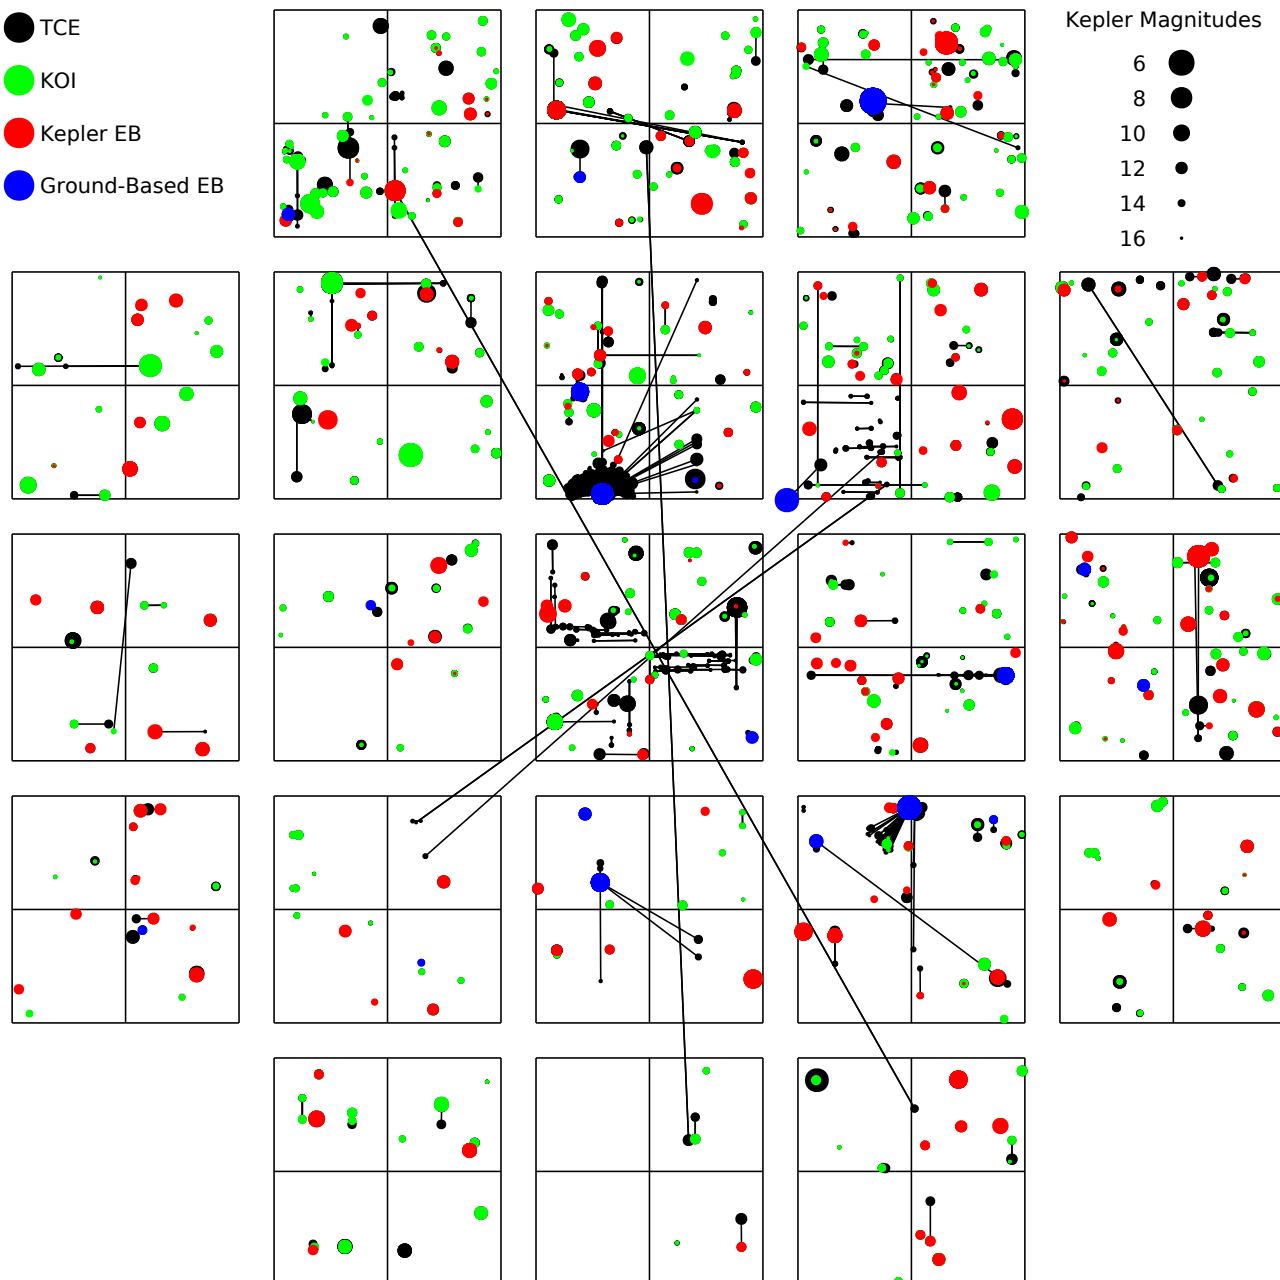 TCE
KOI
Kepler EB
Ground-Based EB
Kepler Magnitudes
6
8
10
12
14
16